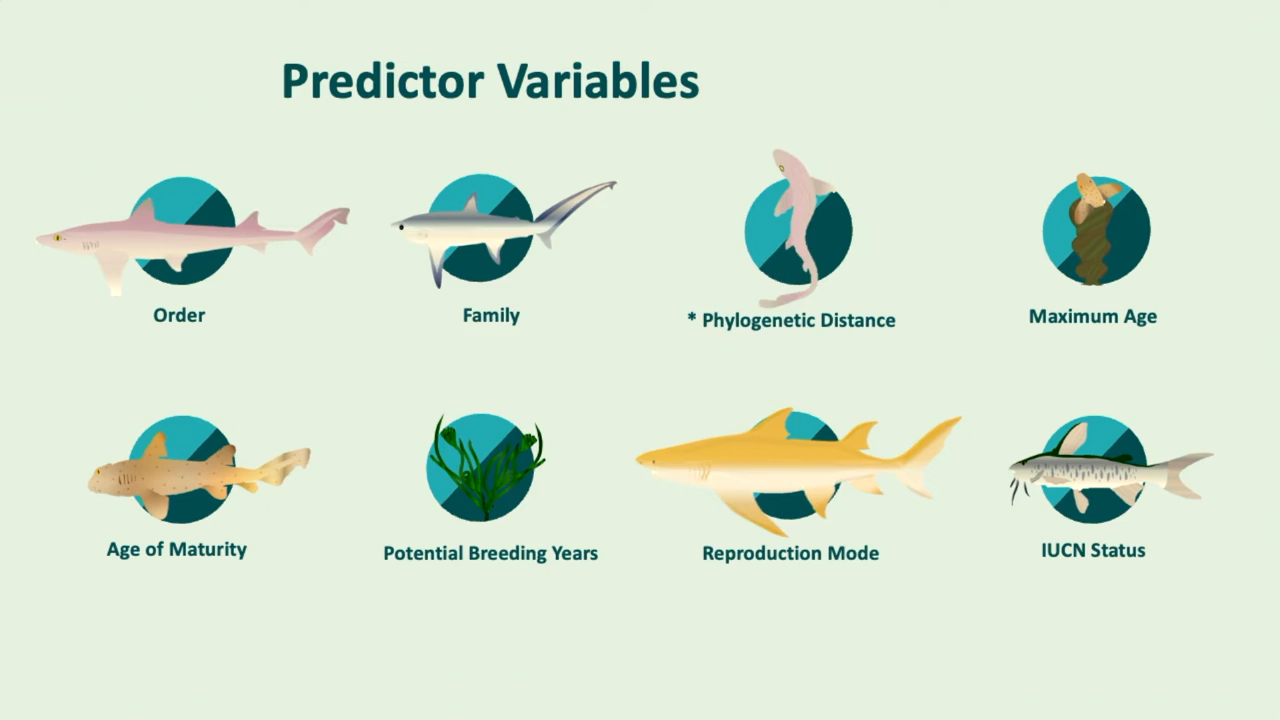 Predictor Variables
Order
Family
* Phylogenetic Distance
Maximum Age
Age of Maturity
Potential Breeding Years
Reproduction Mode
IUCN Status